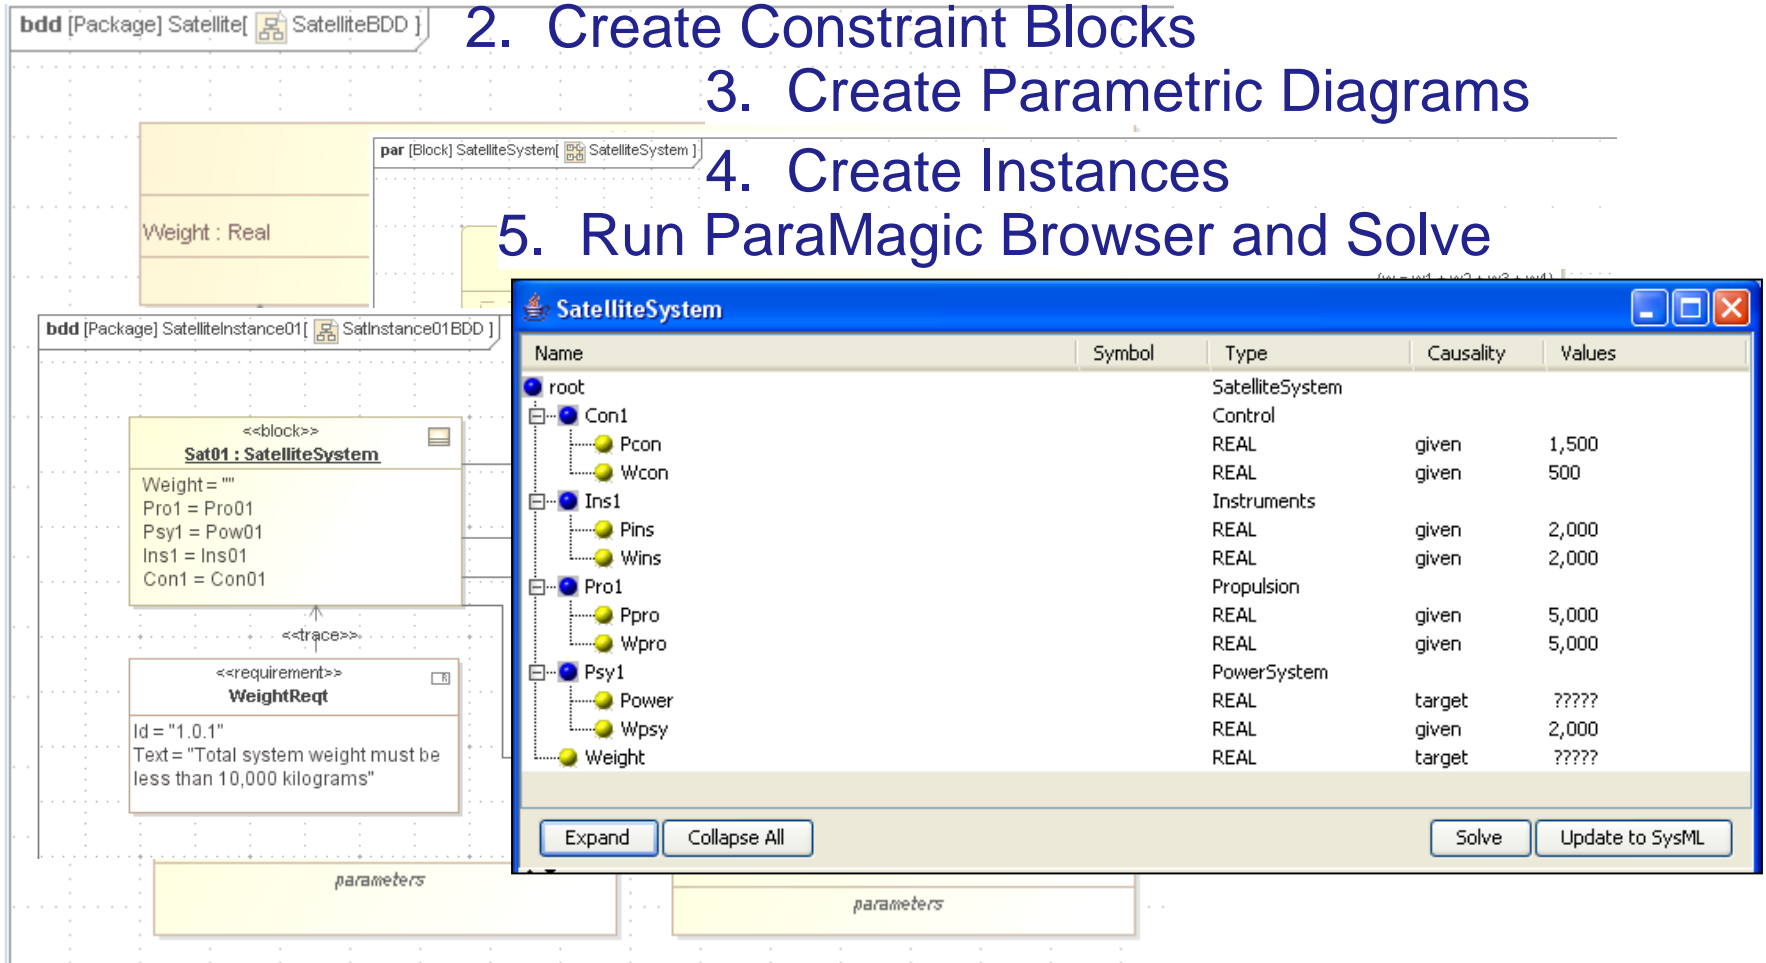 bdd [Package] Satellite[ SatelliteBDD ]
2. Create Constraint Blocks
3. Create Parametric Diagrams
par [Block] SatelliteSystem[ SatelliteSystem ]
4. Create Instances
Weight : Real
5. Run ParaMagic Browser and Solve
bdd [Package] SatelliteInstance01[ SatInstance01BDD ]
<<block>>
Sat01 : SatelliteSystem
Weight = ""
Pro1 = Pro01
Psy1 = Pow01
Ins1 = Ins01
Con1 = Con01
<<trace>>
<<requirement>>
WeightReqt
Id = "1.0.1"
Text = "Total system weight must be
less than 10,000 kilograms"
SatelliteSystem
Name Symbol Type Causality Values
root SatelliteSystem
Con1 Control
Pcon REAL given 1,500
Wcon REAL given 500
Ins1 Instruments
Pins REAL given 2,000
Wins REAL given 2,000
Pro1 Propulsion
Ppro REAL given 5,000
Wpro REAL given 5,000
Psy1 PowerSystem
Power REAL target ?????
Wpsy REAL given 2,000
Weight REAL target ?????
Expand Collapse All Solve Update to SysML
parameters
parameters